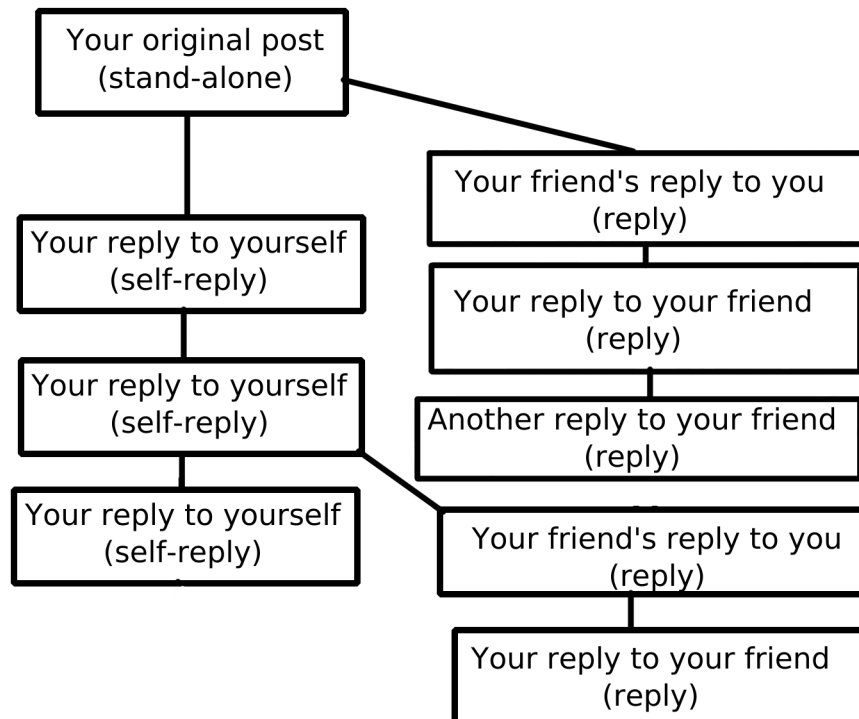 Your original post
(stand-alone)
Your friend's reply to you
(reply)
Your reply to yourself
(self-reply)
Your reply to your friend
(reply)
Your reply to yourself
(self-reply)
Another reply to your friend
(reply)
Your reply to yourself
(self-reply)
Your friend's reply to you
(reply)
Your reply to your friend
(reply)